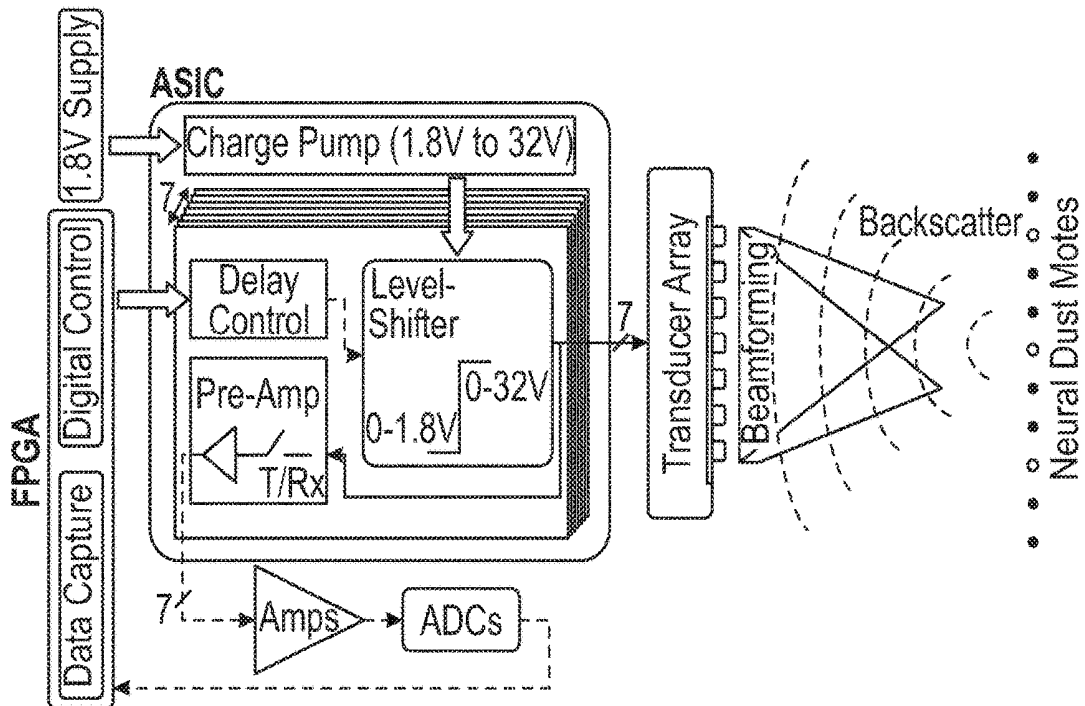 1.8V Supply
ASIC
Charge Pump (1.8V to 32V)
7
Delay
Control
Level-
Shifter
0-32V
0-1.8V
Pre-Amp
T/Rx
7
Transducer Array
Beamforming
Backscatter
Neural Dust Motes
FPGA
Digital Control
Data Capture
7
Amps
ADCs